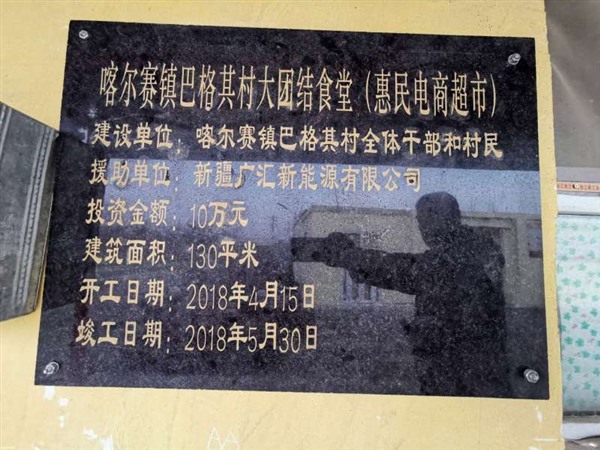 喀尔赛镇巴格其村大团结食堂（惠民电商超市）
建设单位：喀尔赛镇巴格其村全体干部和村民
援助单位：新疆广汇新能源有限公司
投资金额：10万元
建筑面积：130平米
开工日期：2018年4月15日
竣工日期：2018年5月30日